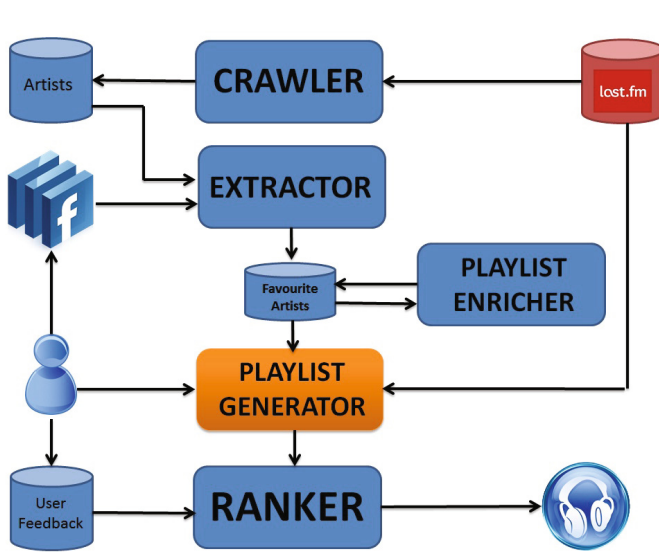 Artists
CRAWLER
last.fm
EXTRACTOR
f
Favourite
Artists
PLAYLIST
ENRICHER
PLAYLIST
GENERATOR
User
Feedback
RANKER